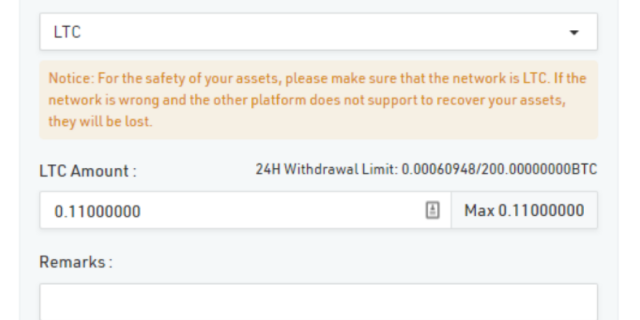 LTC
Notice: For the safety of your assets, please make sure that the network is LTC. If the
network is wrong and the other platform does not support to recover your assets,
they will be lost.
LTC Amount :
24H Withdrawal Limit: 0.00060948/200.00000000BTC
0.11000000
Max 0.11000000
Remarks :